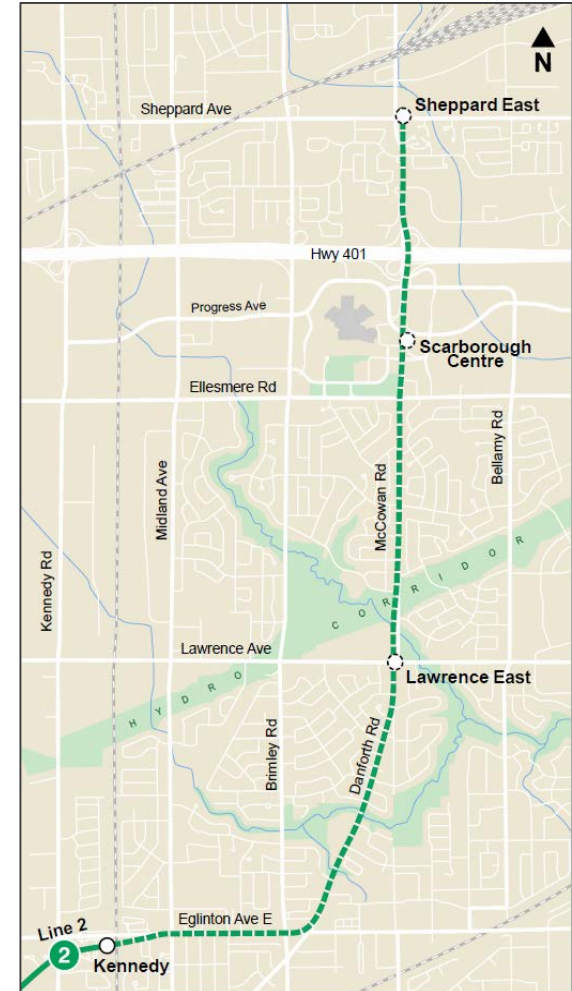 N
Sheppard Ave
Sheppard East
Hwy 401
Progress Ave
Scarborough
Centre
Ellesmere Rd
Kennedy Rd
Midland Ave
Brimley Rd
McCowan Rd
Bellamy Rd
HYDRO CORRIDOR
Lawrence Ave
Lawrence East
Danforth Rd
Eglinton Ave E
Line 2
2
Kennedy